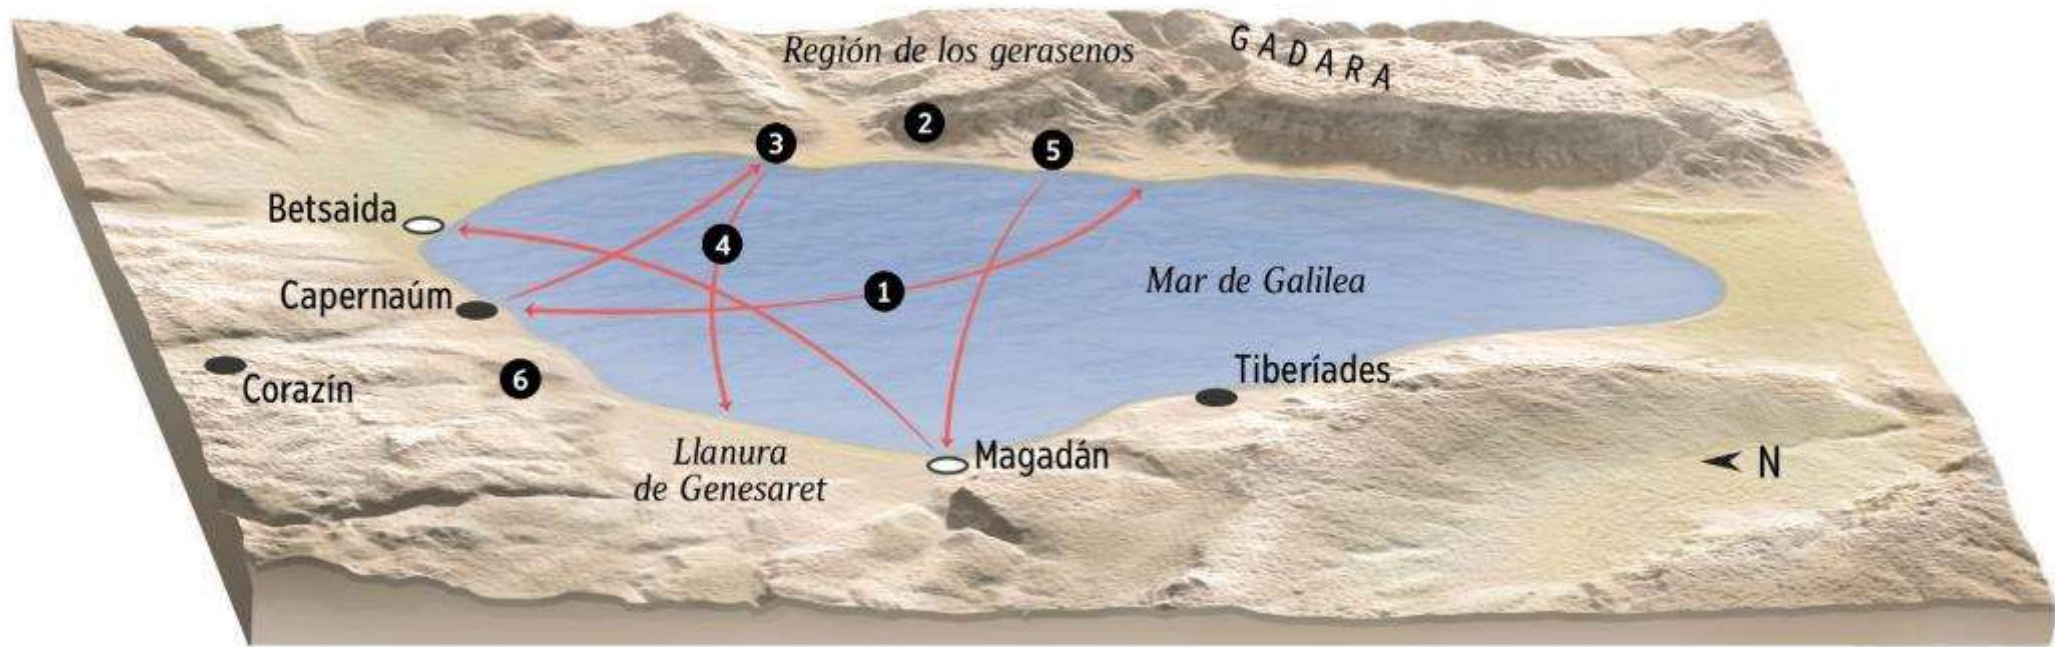 Región de los gerasenos
GADARA
2
3
5
Betsaida
4
Capernaúm
1
Mar de Galilea
Corazín
6
Tiberíades
Llanura
de Genesaret
Magadán
N